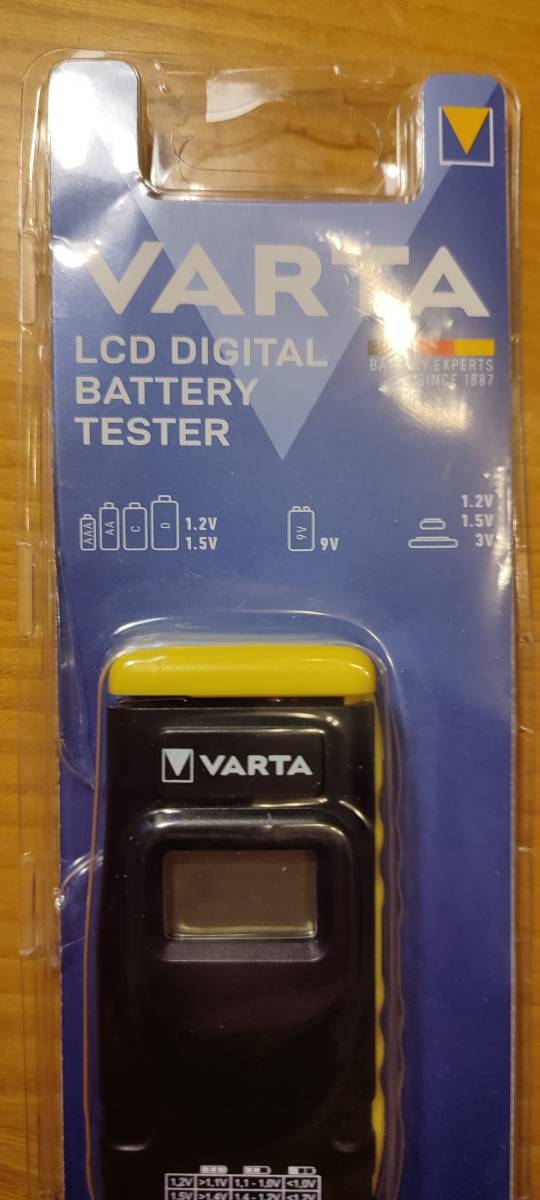 VARTA
LCD DIGITAL
BATTERY
TESTER
BATTERY EXPERTS
SINCE 1887
AAA AA C D 1.2V
1.5V
9V 9V
1.2V
1.5V
3V
VARTA
1,2V >1,1V 1,1 - 1,0V <1,0V
1,5V >1,4V 1,4 - 1,2V <1,2V